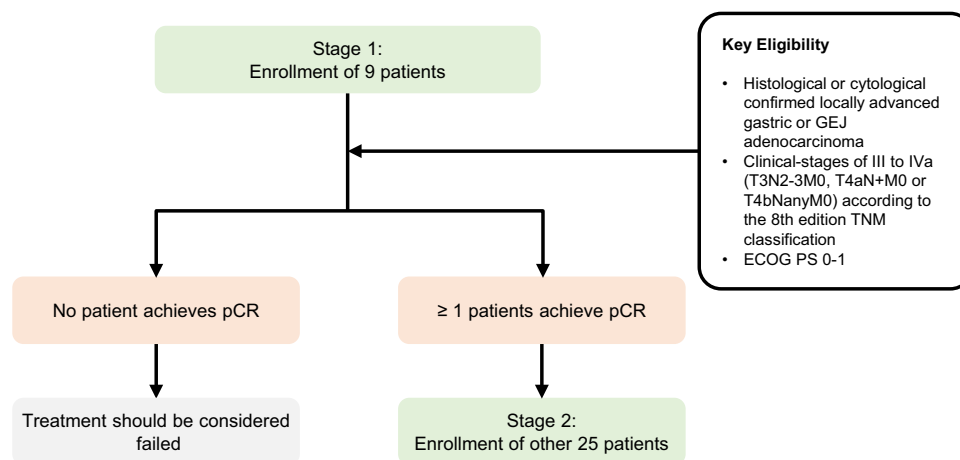 Stage 1:
Enrollment of 9 patients
Key Eligibility
• Histological or cytological
confirmed locally advanced
gastric or GEJ
adenocarcinoma
• Clinical-stages of III to IVa
(T3N2-3M0, T4aN+M0 or
T4bNanyM0) according to
the 8th edition TNM
classification
• ECOG PS 0-1
No patient achieves pCR
≥ 1 patients achieve pCR
Treatment should be considered
failed
Stage 2:
Enrollment of other 25 patients